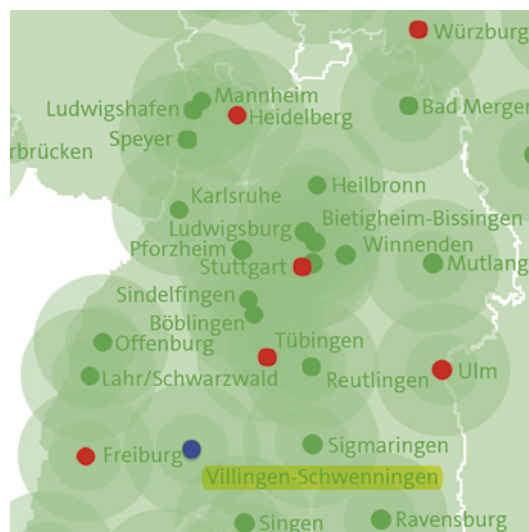 Würzburg
Mannheim
Ludwigshafen
Heidelberg
Bad Mergen
Speyer
rbrücken
Heilbronn
Karlsruhe
Bietigheim-Bissingen
Ludwigsburg
Winnenden
Pforzheim
Stuttgart
Mutlang
Sindelfingen
Böblingen
Tübingen
Offenburg
Lahr/Schwarzwald
Reutlingen
Ulm
Sigmaringen
Freiburg
Villingen-Schwenningen
Singen
Ravensburg